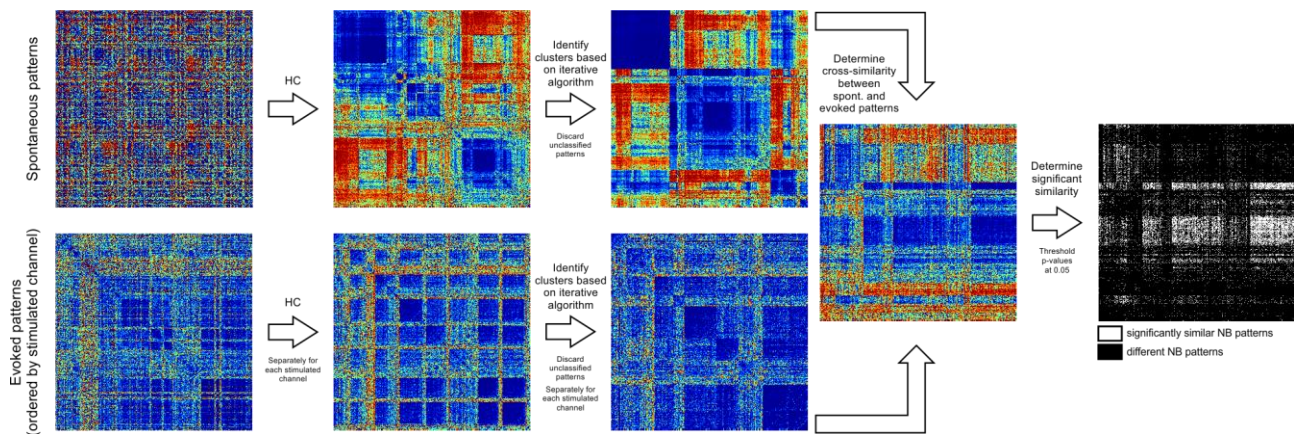 Spontaneous patterns
HC
Identify
clusters based
on iterative
algorithm
Discard
unclassified
patterns
Determine
cross-similarity
between
spont. and
evoked patterns
Determine
significant
similarity
Threshold
p-values
at 0.05
significantly similar NB patterns
different NB patterns
Evoked patterns
(ordered by stimulated channel)
HC
Separately for
each stimulated
channel
Identify
clusters based
on iterative
algorithm
Discard
unclassified
patterns
Separately for
each stimulated
channel